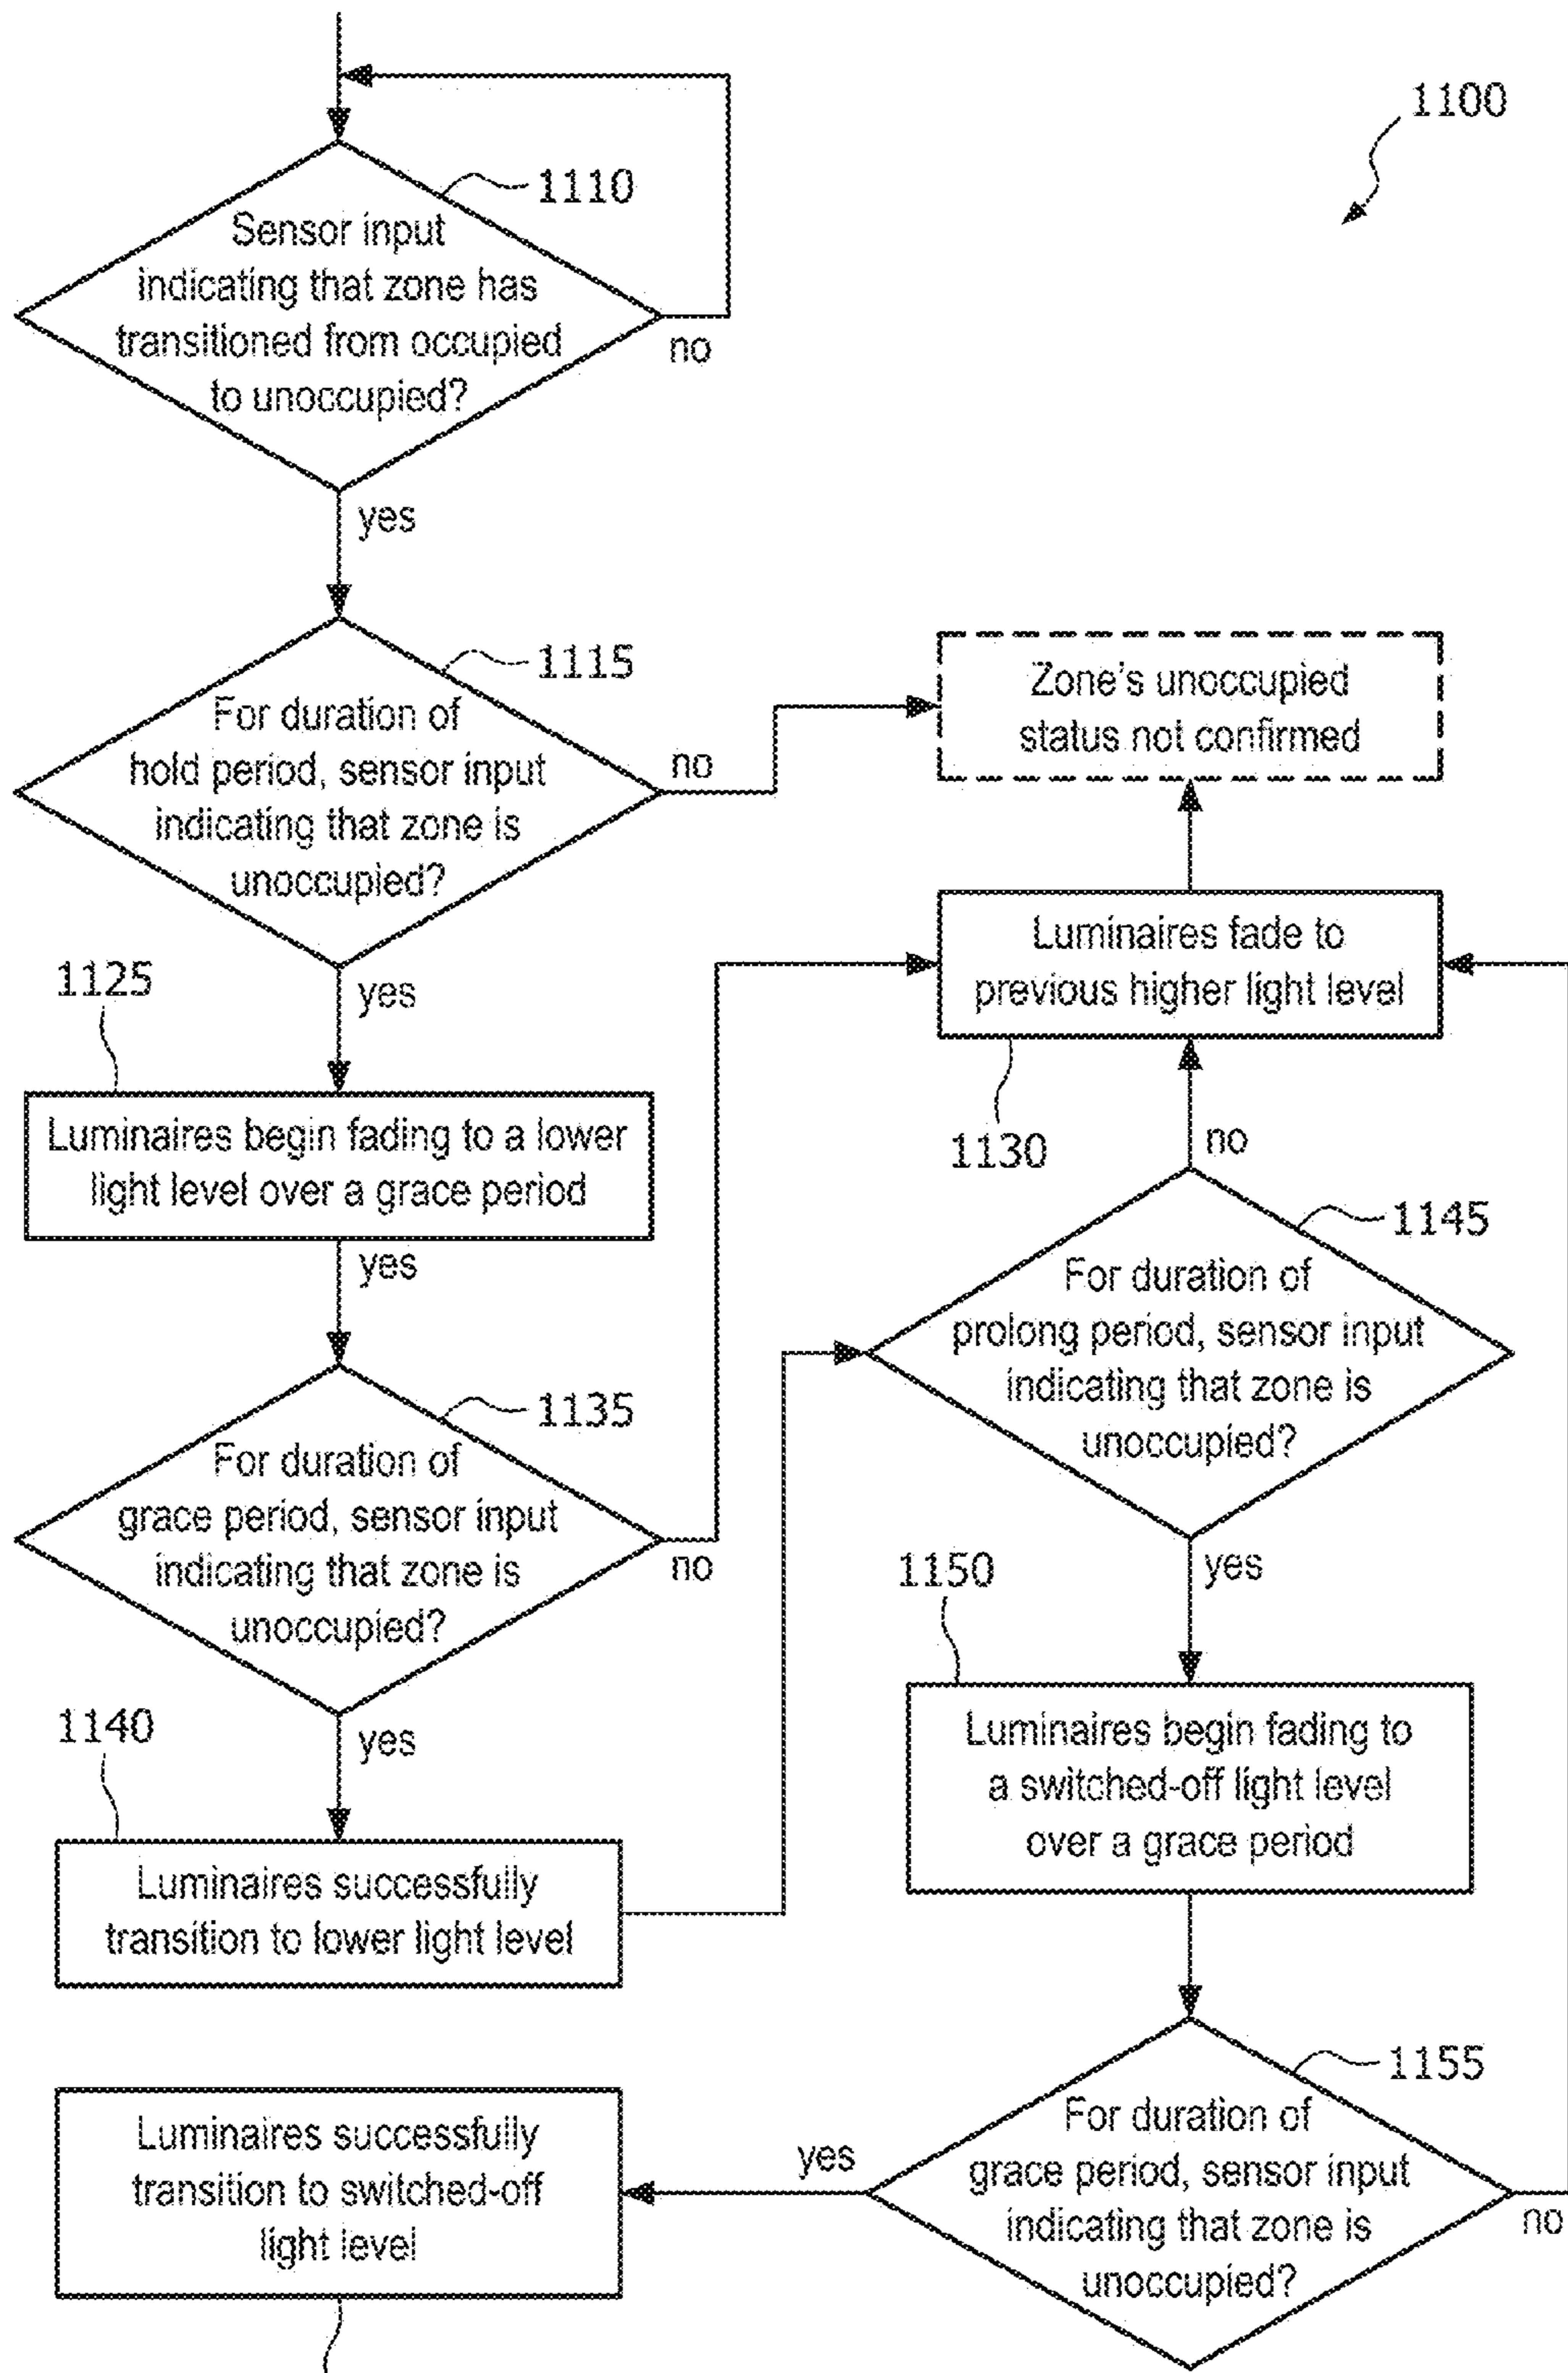 1100
1110
Sensor input
indicating that zone has
transitioned from occupied
to unoccupied?
no
yes
1115
For duration of
hold period, sensor input
indicating that zone is
unoccupied?
no
Zone's unoccupied
status not confirmed
yes
1125
Luminaires begin fading to a lower
light level over a grace period
yes
Luminaires fade to
previous higher light level
1130
no
1135
For duration of
grace period, sensor input
indicating that zone is
unoccupied?
no
yes
1140
Luminaires successfully
transition to lower light level
1145
For duration of
prolong period, sensor input
indicating that zone is
unoccupied?
yes
1150
Luminaires begin fading to
a switched-off light level
over a grace period
1155
For duration of
grace period, sensor input
indicating that zone is
unoccupied?
no
yes
Luminaires successfully
transition to switched-off
light level